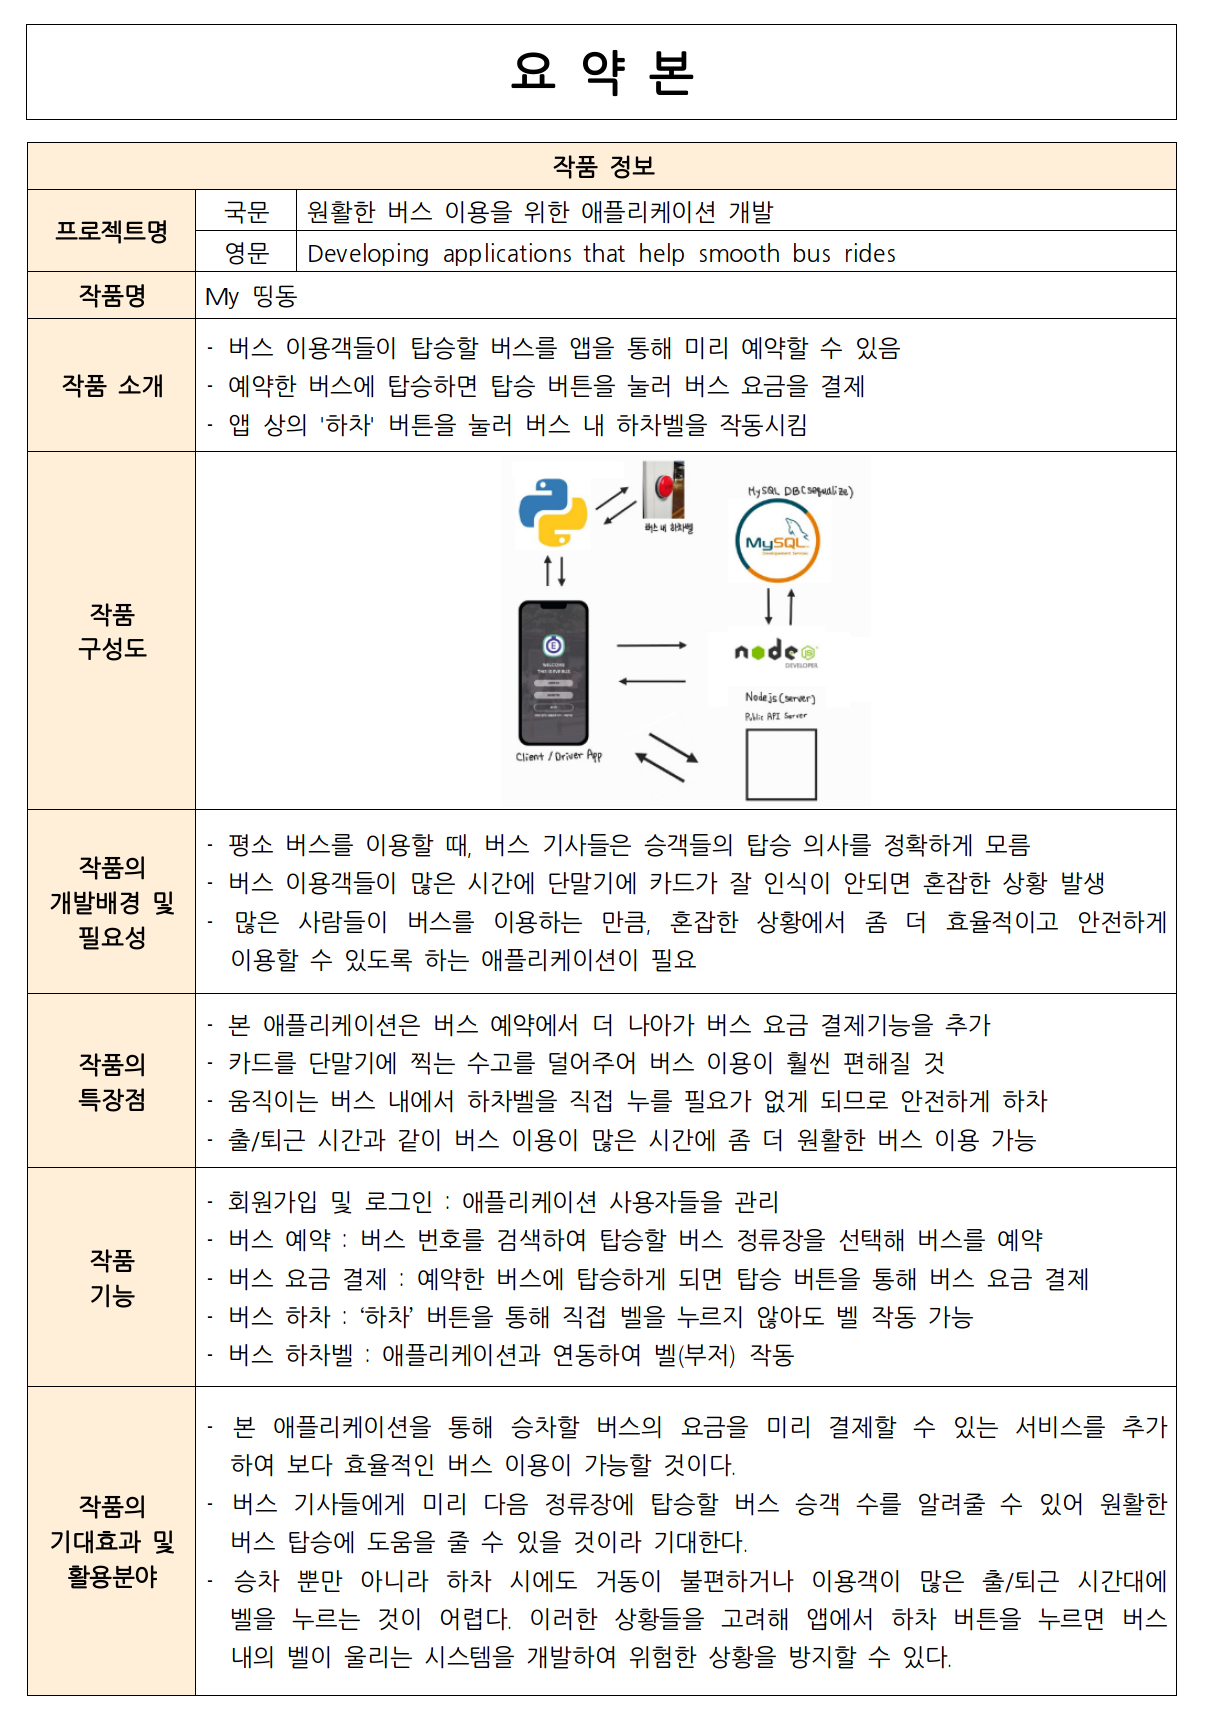 요 약 본
작품 정보
프로젝트명
국문
원활한 버스 이용을 위한 애플리케이션 개발
영문
Developing applications that help smooth bus rides
작품명
My 띵동
작품 소개
- 버스 이용객들이 탑승할 버스를 앱을 통해 미리 예약할 수 있음
- 예약한 버스에 탑승하면 탑승 버튼을 눌러 버스 요금을 결제
- 앱 상의 '하차' 버튼을 눌러 버스 내 하차벨을 작동시킴
작품
구성도
버스 내 하차벨
MySQL DB(sequalize)
MySQL
WELCOME
Client / Driver App
node
JS
DEVELOPER
Nodejs(server)
Public API Server
작품의
개발배경 및
필요성
- 평소 버스를 이용할 때, 버스 기사들은 승객들의 탑승 의사를 정확하게 모름
- 버스 이용객들이 많은 시간에 단말기에 카드가 잘 인식이 안되면 혼잡한 상황 발생
- 많은 사람들이 버스를 이용하는 만큼, 혼잡한 상황에서 좀 더 효율적이고 안전하게
이용할 수 있도록 하는 애플리케이션이 필요
작품의
특장점
- 본 애플리케이션은 버스 예약에서 더 나아가 버스 요금 결제기능을 추가
- 카드를 단말기에 찍는 수고를 덜어주어 버스 이용이 훨씬 편해질 것
- 움직이는 버스 내에서 하차벨을 직접 누를 필요가 없게 되므로 안전하게 하차
- 출/퇴근 시간과 같이 버스 이용이 많은 시간에 좀 더 원활한 버스 이용 가능
작품
기능
- 회원가입 및 로그인 : 애플리케이션 사용자들을 관리
- 버스 예약 : 버스 번호를 검색하여 탑승할 버스 정류장을 선택해 버스를 예약
- 버스 요금 결제 : 예약한 버스에 탑승하게 되면 탑승 버튼을 통해 버스 요금 결제
- 버스 하차 : ‘하차’ 버튼을 통해 직접 벨을 누르지 않아도 벨 작동 가능
- 버스 하차벨 : 애플리케이션과 연동하여 벨(부저) 작동
작품의
기대효과 및
활용분야
- 본 애플리케이션을 통해 승차할 버스의 요금을 미리 결제할 수 있는 서비스를 추가
하여 보다 효율적인 버스 이용이 가능할 것이다.
- 버스 기사들에게 미리 다음 정류장에 탑승할 버스 승객 수를 알려줄 수 있어 원활한
버스 탑승에 도움을 줄 수 있을 것이라 기대한다.
- 승차 뿐만 아니라 하차 시에도 거동이 불편하거나 이용객이 많은 출/퇴근 시간대에
벨을 누르는 것이 어렵다. 이러한 상황들을 고려해 앱에서 하차 버튼을 누르면 버스
내의 벨이 울리는 시스템을 개발하여 위험한 상황을 방지할 수 있다.